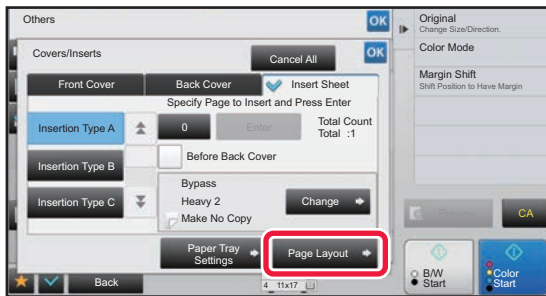 Others
OK
Original
Change Size/Direction.
Covers/Inserts
Cancel All
OK
Color Mode
Front Cover
Back Cover
Insert Sheet
Margin Shift
Shift Position to Have Margin
Specify Page to Insert and Press Enter
Insertion Type A
0
Enter
Total Count
Total :1
Before Back Cover
Insertion Type B
Bypass
Heavy 2
Change
Insertion Type C
Make No Copy
Preview
CA
Paper Tray
Settings
Page Layout
Back
4 11x17
B/W
Start
Color
Start